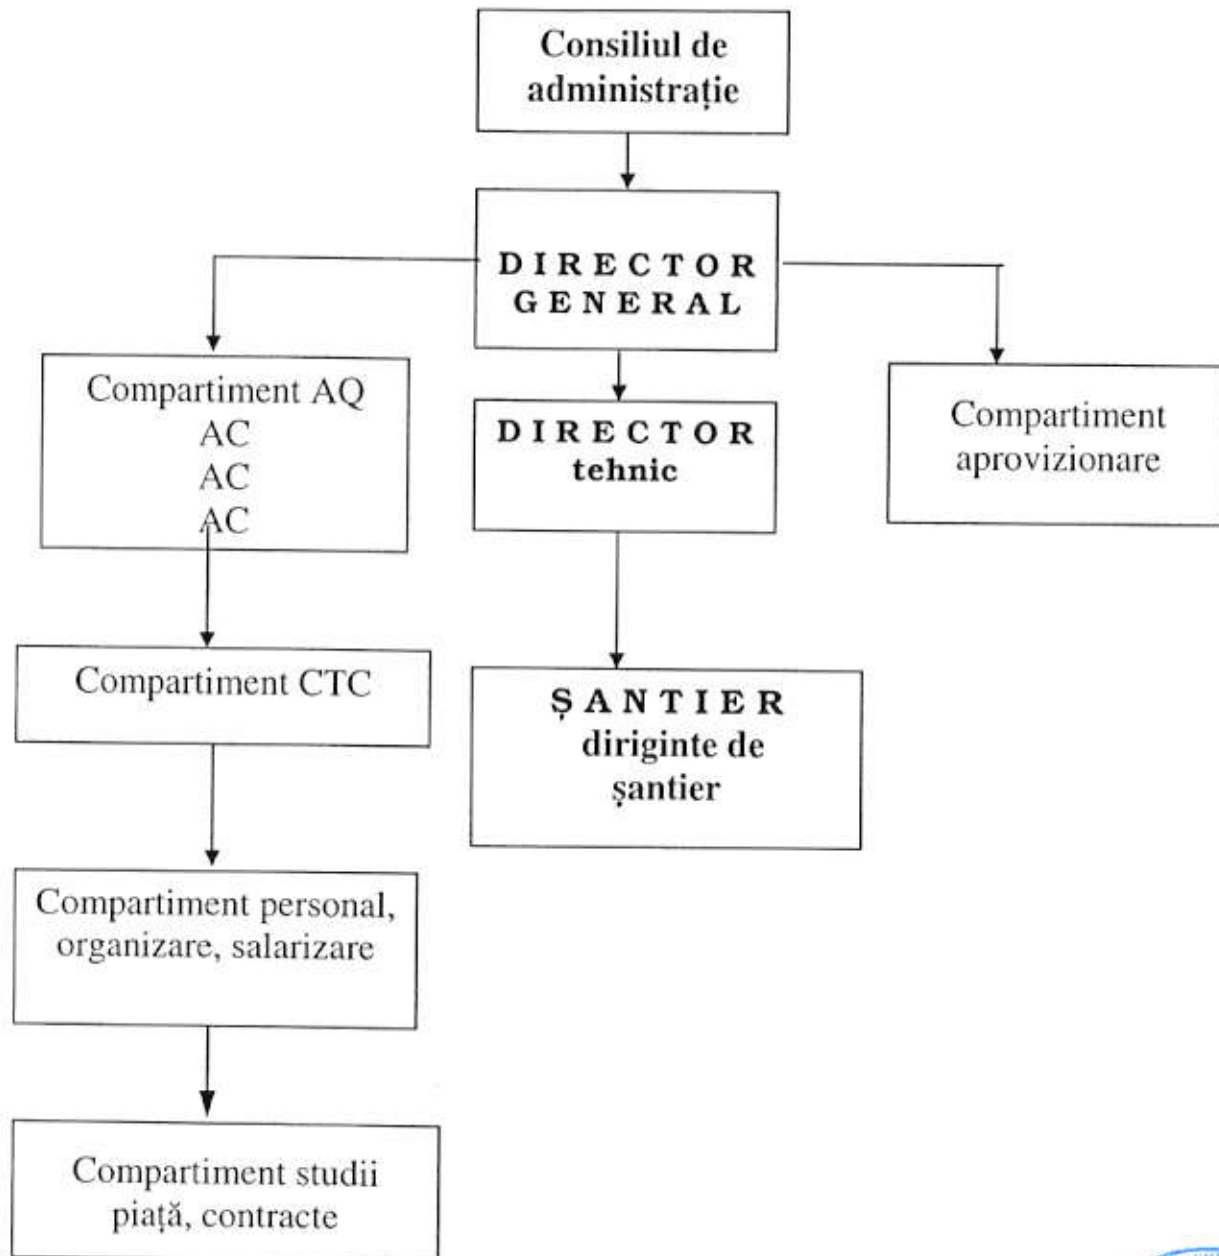 Consiliul de
administrație
DIRECTOR
GENERAL
Compartiment AQ
AC
AC
AC
DIRECTOR
tehnic
Compartiment
aprovizionare
Compartiment CTC
ȘANTIER
diriginte de
șantier
Compartiment personal,
organizare, salarizare
Compartiment studii
piață, contracte